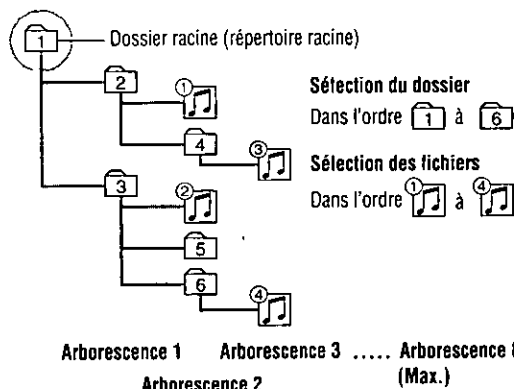 1 Dossier racine (répertoire racine)
2
①
4
③
3
②
5
6
④
Sélection du dossier
Dans l'ordre 1 à 6
Sélection des fichiers
Dans l'ordre ① à ④
Arborescence 1 Arborescence 3 ..... Arborescence 8
(Max.)
Arborescence 2